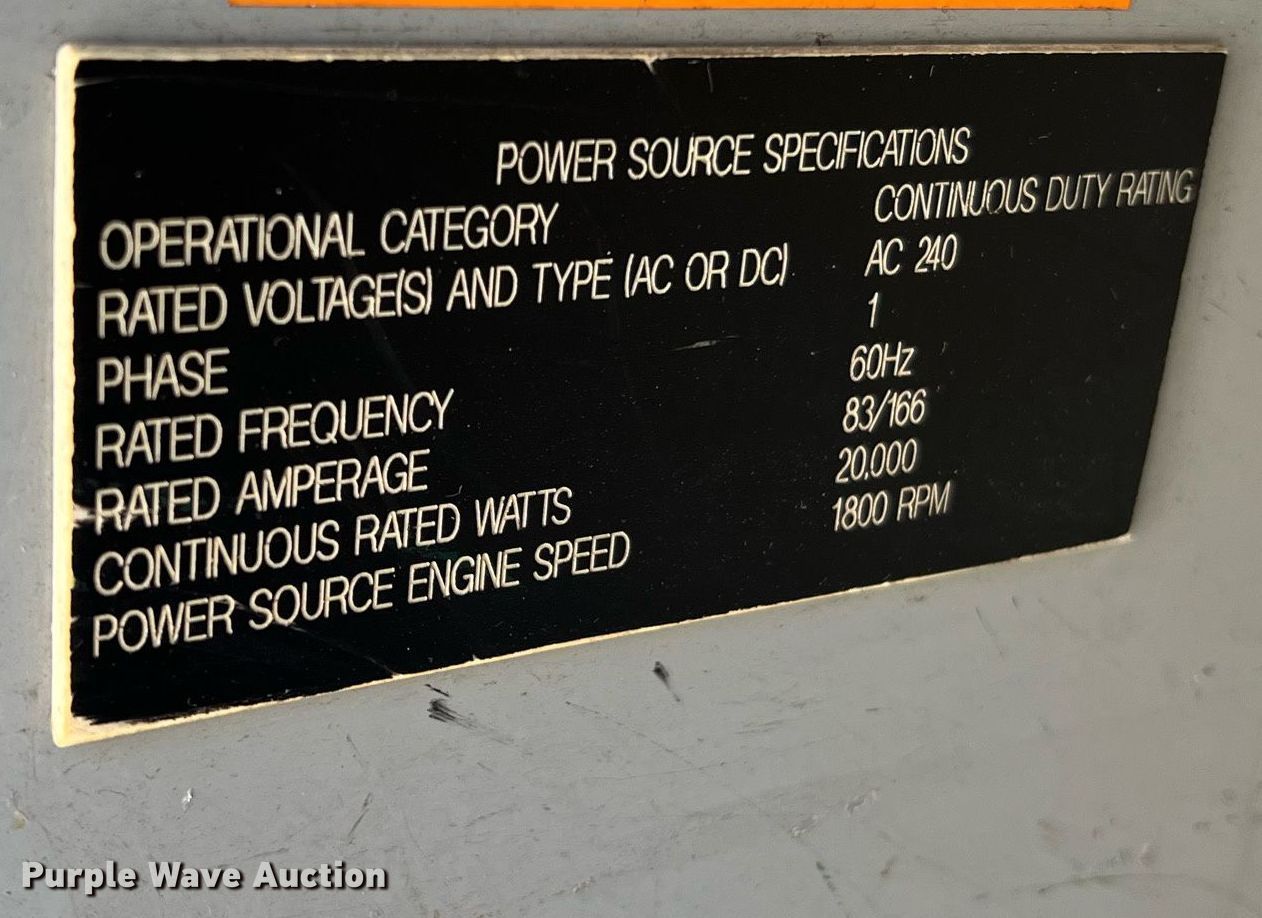 POWER SOURCE SPECIFICATIONS
OPERATIONAL CATEGORY CONTINUOUS DUTY RATING
RATED VOLTAGE(S) AND TYPE (AC OR DC) AC 240
PHASE 1
RATED FREQUENCY 60Hz
RATED AMPERAGE 83/166
CONTINUOUS RATED WATTS 20,000
POWER SOURCE ENGINE SPEED 1800 RPM
Purple Wave Auction